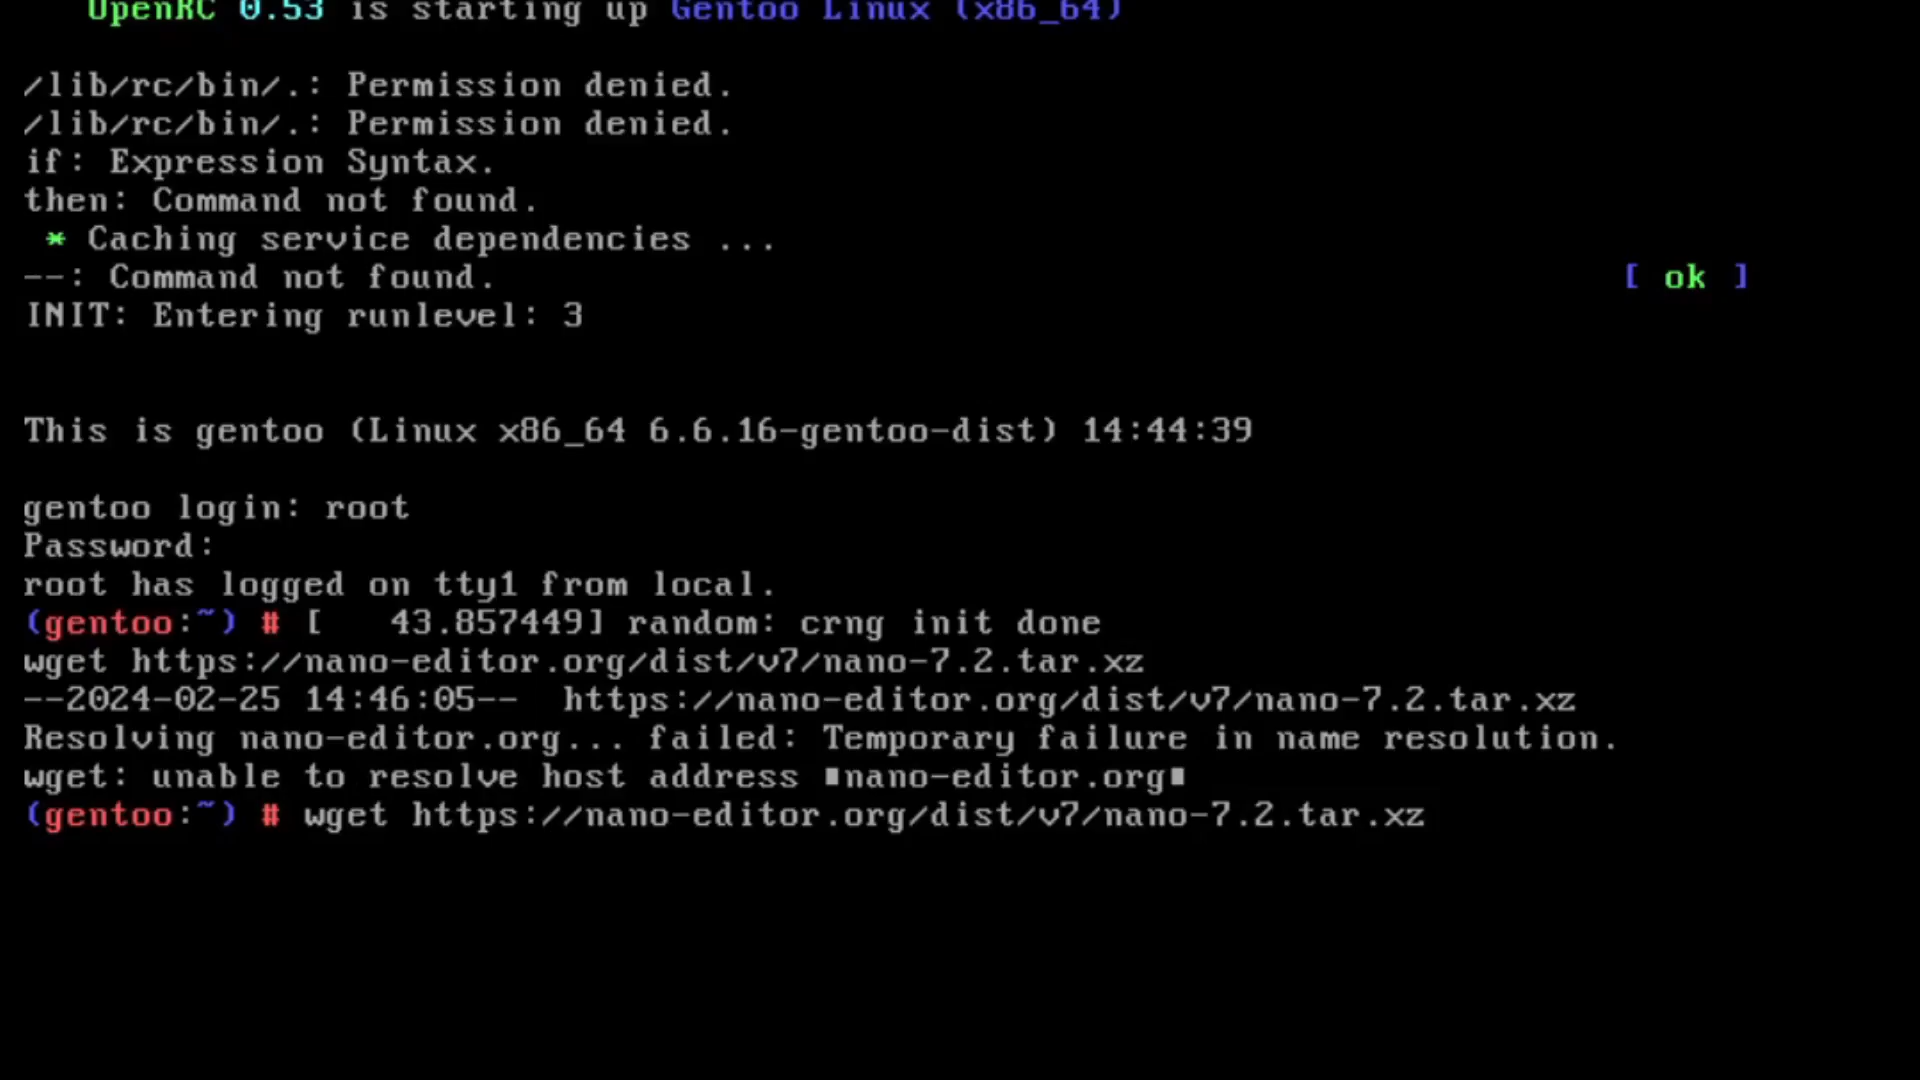 OpenRC 0.53 is starting up Gentoo Linux (x86_64)
/lib/rc/bin/.: Permission denied.
/lib/rc/bin/.: Permission denied.
if: Expression Syntax.
then: Command not found.
* Caching service dependencies ...
--: Command not found. [ ok ]
INIT: Entering runlevel: 3
This is gentoo (Linux x86_64 6.6.16-gentoo-dist) 14:44:39
gentoo login: root
Password:
root has logged on tty1 from local.
(gentoo:~) # [   43.857449] random: crng init done
wget https://nano-editor.org/dist/v7/nano-7.2.tar.xz
--2024-02-25 14:46:05--  https://nano-editor.org/dist/v7/nano-7.2.tar.xz
Resolving nano-editor.org... failed: Temporary failure in name resolution.
wget: unable to resolve host address ▮nano-editor.org▮
(gentoo:~) # wget https://nano-editor.org/dist/v7/nano-7.2.tar.xz